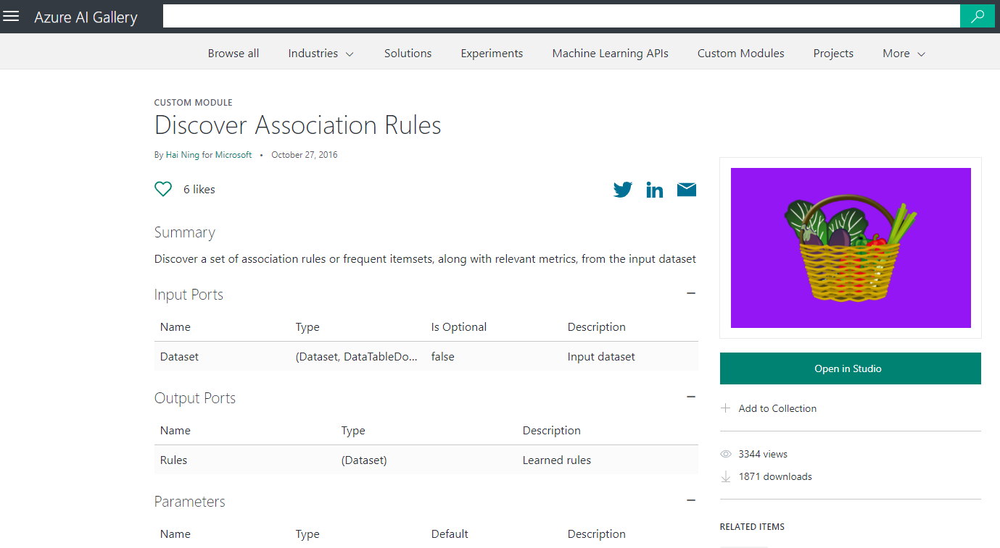 Azure AI Gallery
Browse all Industries Solutions Experiments Machine Learning APIs Custom Modules Projects More
CUSTOM MODULE
Discover Association Rules
By Hai Ning for Microsoft • October 27, 2016
6 likes
Summary
Discover a set of association rules or frequent itemsets, along with relevant metrics, from the input dataset
Input Ports
Name Type Is Optional Description
Dataset (Dataset, DataTableDo... false Input dataset
Output Ports
Name Type Description
Rules (Dataset) Learned rules
Parameters
Name Type Default Description
Open in Studio
Add to Collection
3344 views
1871 downloads
RELATED ITEMS